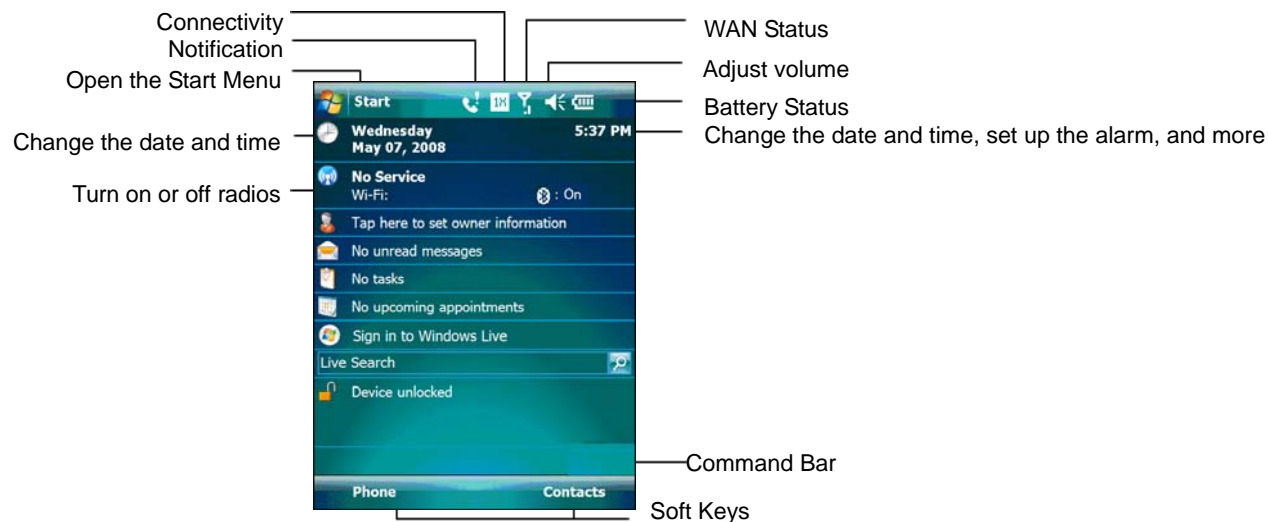 Connectivity
Notification
Open the Start Menu
Change the date and time
Turn on or off radios
WAN Status
Adjust volume
Battery Status
Change the date and time, set up the alarm, and more
Start
1X
Wednesday
May 07, 2008
5:37 PM
No Service
Wi-Fi:
: On
Tap here to set owner information
No unread messages
No tasks
No upcoming appointments
Sign in to Windows Live
Live Search
Device unlocked
Command Bar
Phone
Contacts
Soft Keys